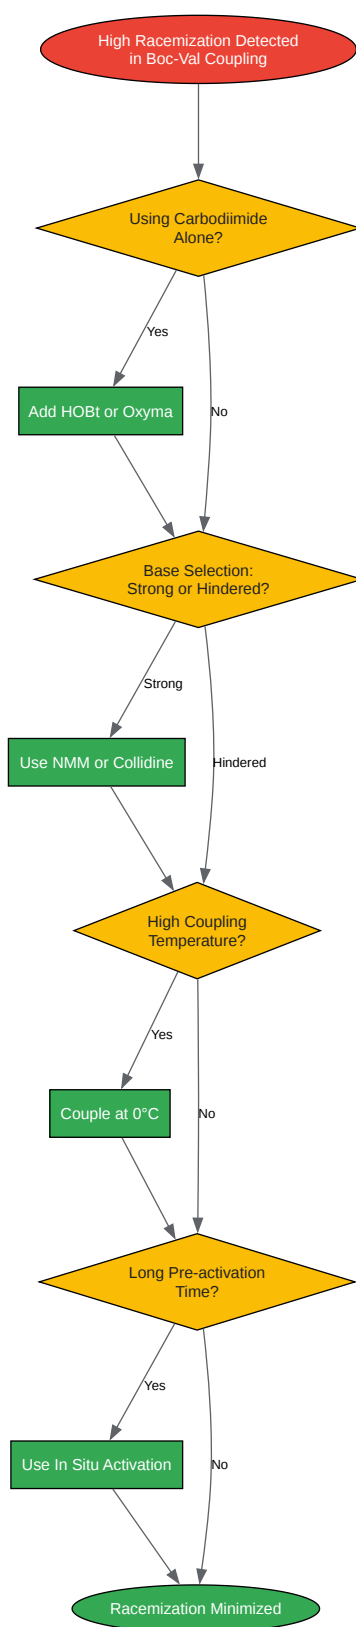 High Racemization Detected
in Boc-Val Coupling
Using Carbodiimide
Alone?
Yes
Add HOBt or Oxyma
No
Base Selection:
Strong or Hindered?
Strong
Use NMM or Collidine
Hindered
High Coupling
Temperature?
Yes
Couple at 0°C
No
Long Pre-activation
Time?
Yes
Use In Situ Activation
No
Racemization Minimized